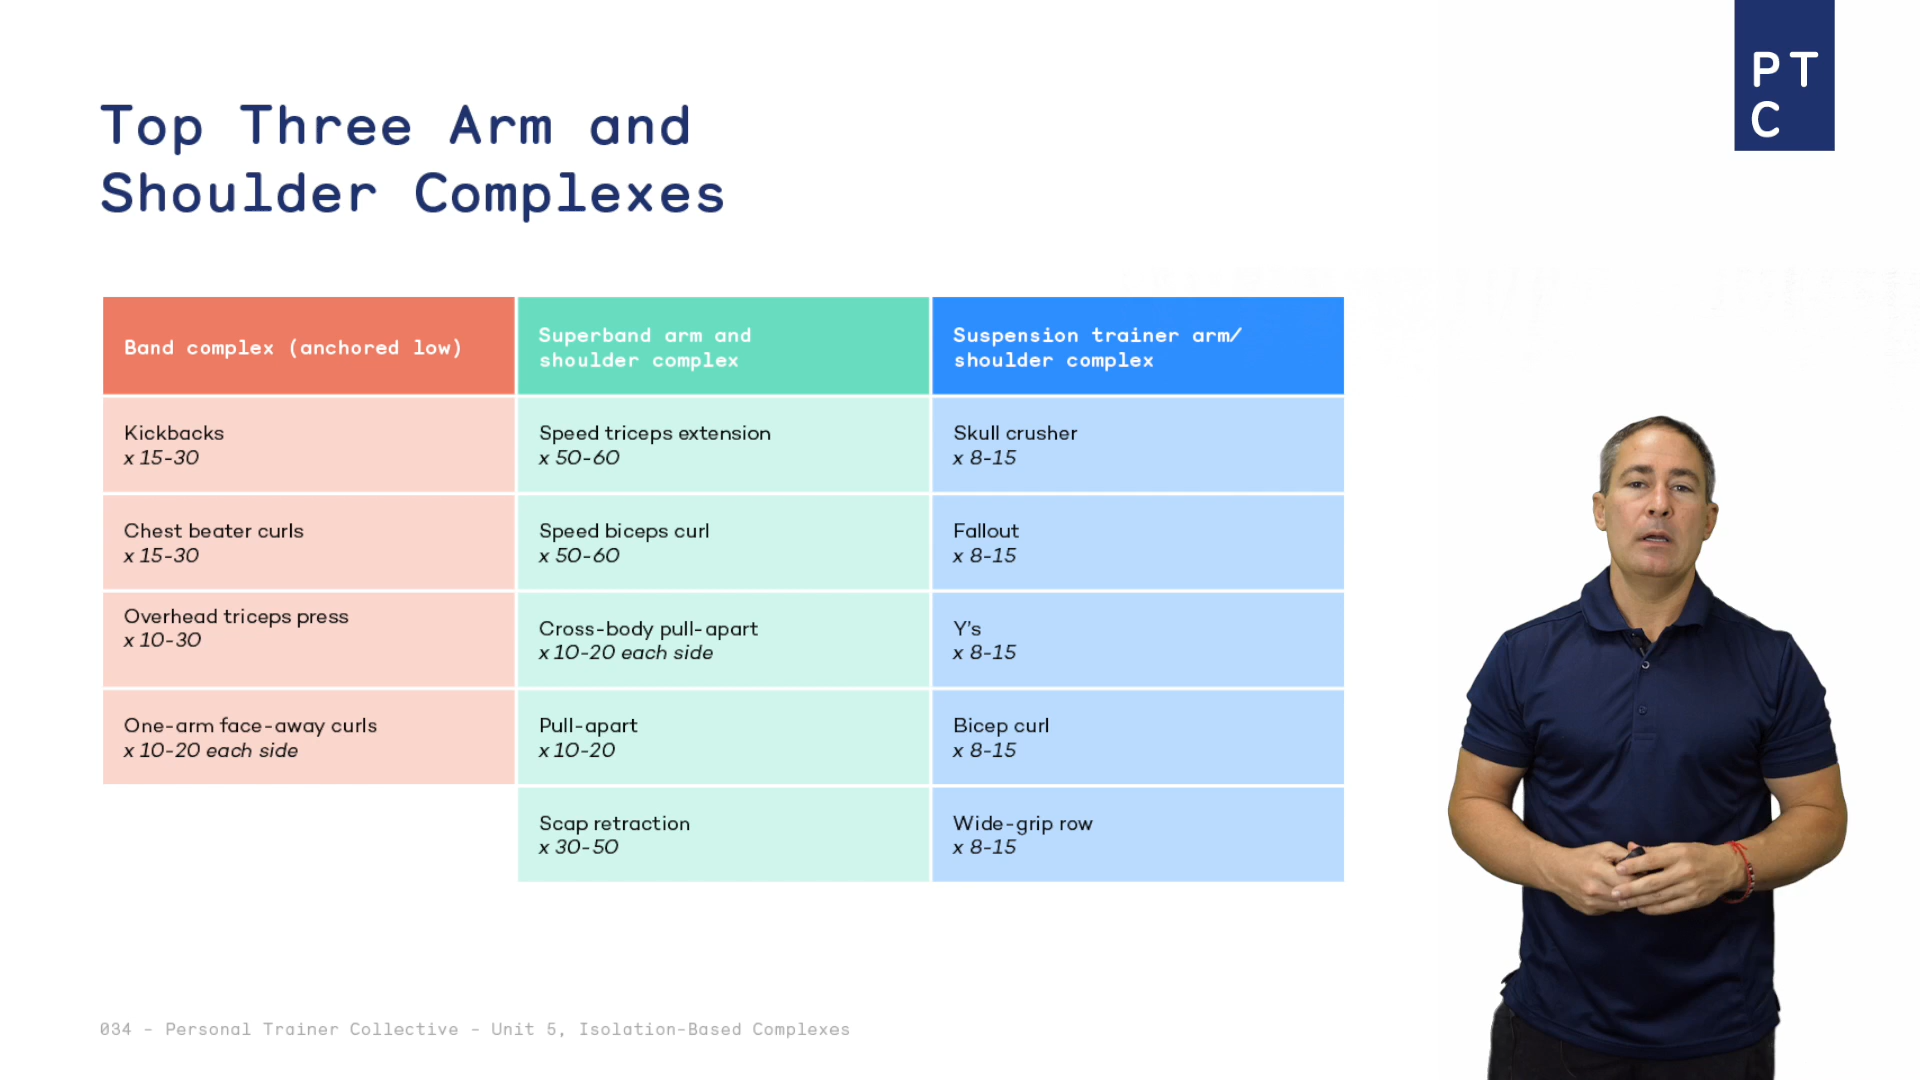 PT
C
Top Three Arm and
Shoulder Complexes
Band complex (anchored low)
Kickbacks
x 15-30
Chest beater curls
x 15-30
Overhead triceps press
x 10-30
One-arm face-away curls
x 10-20 each side
Superband arm and
shoulder complex
Speed triceps extension
x 50-60
Speed biceps curl
x 50-60
Cross-body pull-apart
x 10-20 each side
Pull-apart
x 10-20
Scap retraction
x 30-50
Suspension trainer arm/
shoulder complex
Skull crusher
x 8-15
Fallout
x 8-15
Y’s
x 8-15
Bicep curl
x 8-15
Wide-grip row
x 8-15
034 - Personal Trainer Collective - Unit 5, Isolation-Based Complexes